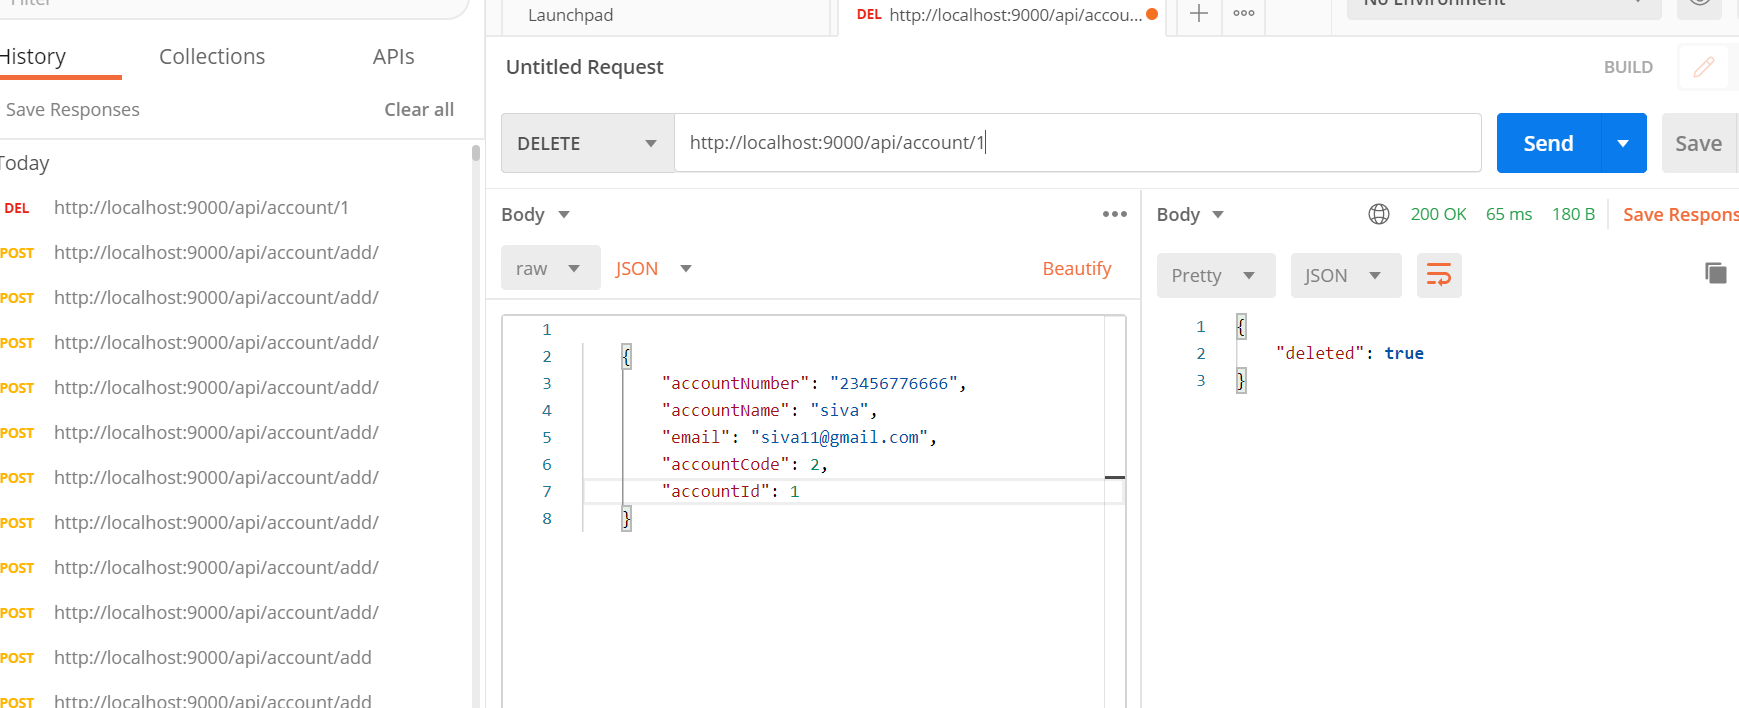 Filter
Launchpad
DEL http://localhost:9000/api/accou...
No Environment
History
Collections
APIs
Untitled Request
BUILD
Save Responses
Clear all
DELETE
http://localhost:9000/api/account/1
Send
Save
Today
DEL http://localhost:9000/api/account/1
POST http://localhost:9000/api/account/add/
POST http://localhost:9000/api/account/add/
POST http://localhost:9000/api/account/add/
POST http://localhost:9000/api/account/add/
POST http://localhost:9000/api/account/add/
POST http://localhost:9000/api/account/add/
POST http://localhost:9000/api/account/add/
POST http://localhost:9000/api/account/add/
POST http://localhost:9000/api/account/add/
POST http://localhost:9000/api/account/add
POST http://localhost:9000/api/account/add
Body
raw
JSON
Beautify
1
2 {
3 "accountNumber": "23456776666",
4 "accountName": "siva",
5 "email": "siva11@gmail.com",
6 "accountCode": 2,
7 "accountId": 1
8 }
Body
200 OK 65 ms 180 B
Save Respons
Pretty
JSON
1 {
2 "deleted": true
3 }